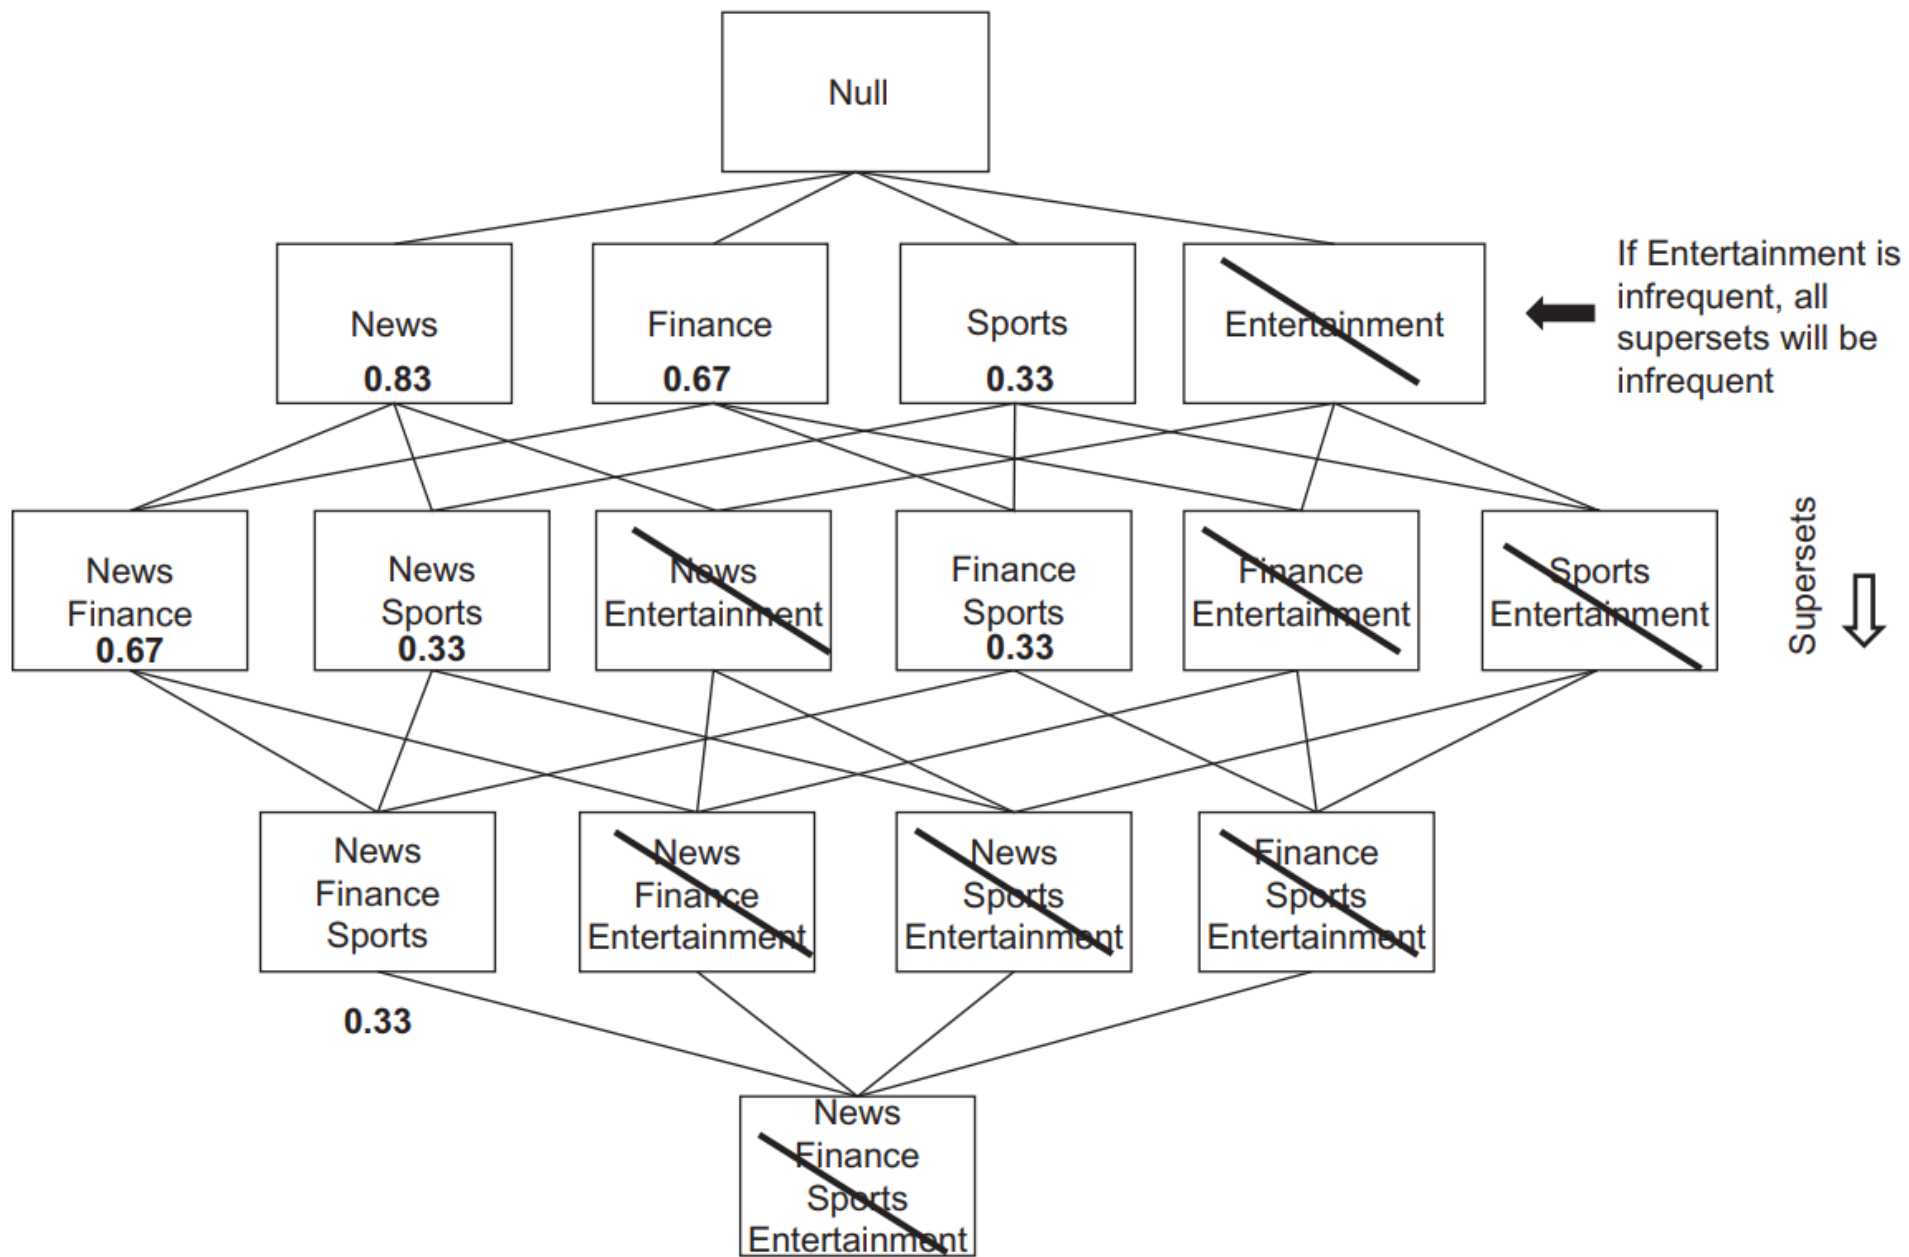 Null
News
0.83
Finance
0.67
Sports
0.33
Entertainment
If Entertainment is
infrequent, all
supersets will be
infrequent
News
Finance
0.67
News
Sports
0.33
News
Entertainment
Finance
Sports
0.33
Finance
Entertainment
Sports
Entertainment
Supersets
News
Finance
Sports
0.33
News
Finance
Entertainment
News
Sports
Entertainment
Finance
Sports
Entertainment
News
Finance
Sports
Entertainment